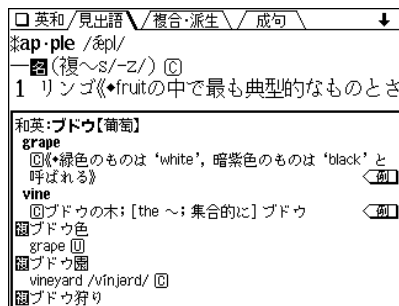 英和 見出語 複合・派生 成句 ↓
⁑ap·ple /ǽpl/
—名(複〜s/-z/) Ⓒ
1 リンゴ《◆fruitの中で最も典型的なものとさ
和英:ブドウ【葡萄】
grape
Ⓒ《◆緑色のものは‘white’, 暗紫色のものは‘black’と
呼ばれる》 例
vine
Ⓒブドウの木; [the 〜; 集合的に] ブドウ 例
複ブドウ色
grape Ⓤ
複ブドウ園
vineyard /vínjərd/ Ⓒ
複ブドウ狩り